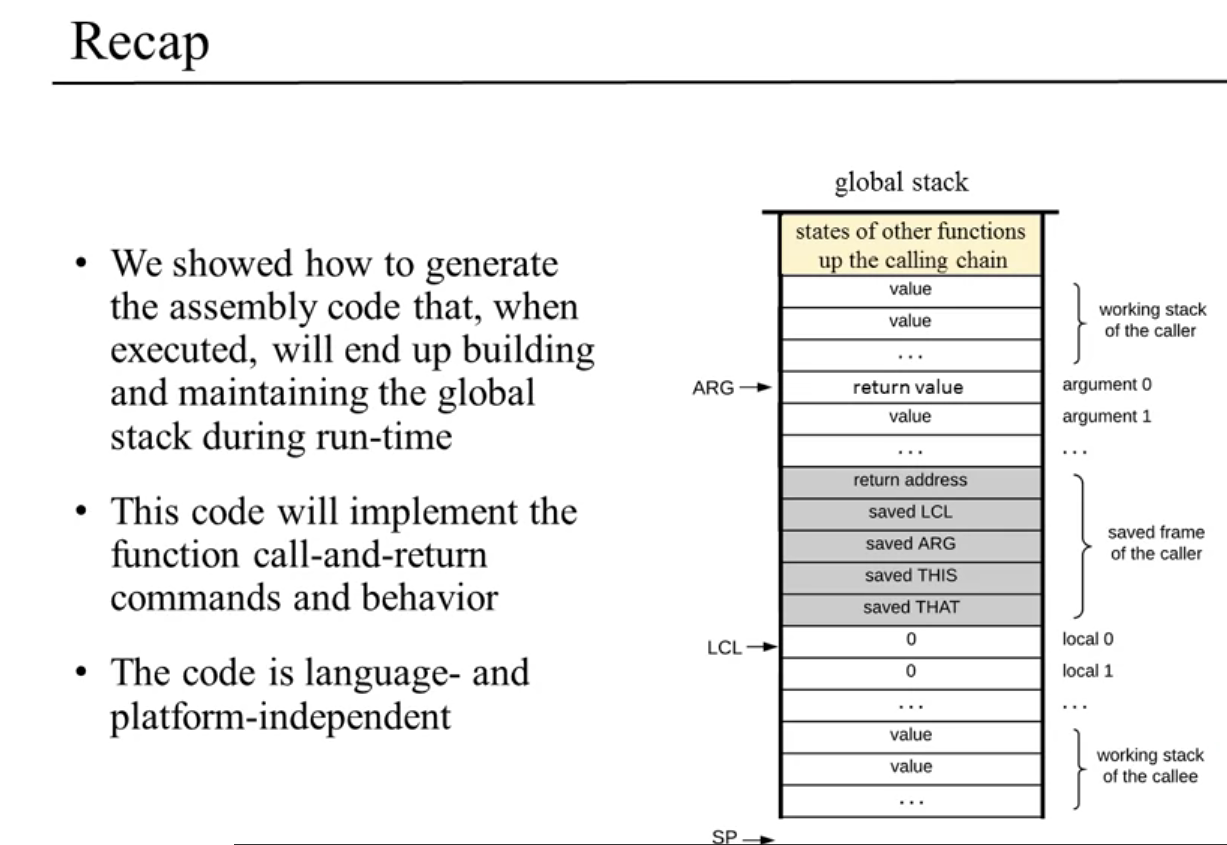 Recap
• We showed how to generate
the assembly code that, when
executed, will end up building
and maintaining the global
stack during run-time
• This code will implement the
function call-and-return
commands and behavior
• The code is language- and
platform-independent
global stack
states of other functions
up the calling chain
value
value
...
working stack
of the caller
ARG
return value
argument 0
value
argument 1
...
...
return address
saved LCL
saved ARG
saved THIS
saved THAT
saved frame
of the caller
LCL
0
local 0
0
local 1
...
...
value
value
...
working stack
of the callee
SP